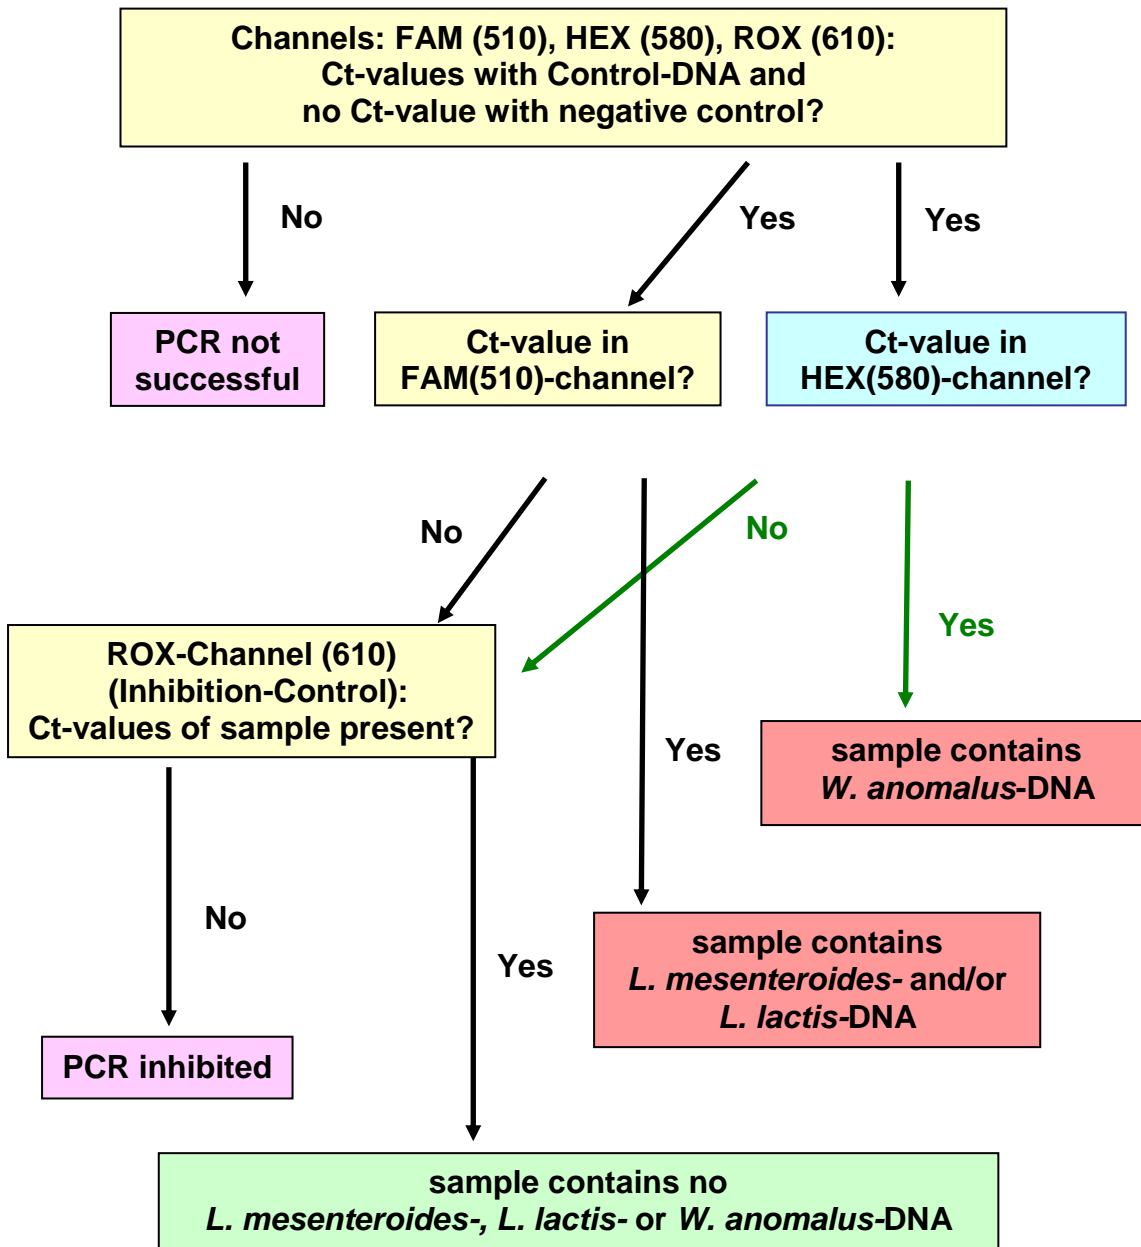 Channels: FAM (510), HEX (580), ROX (610):
Ct-values with Control-DNA and
no Ct-value with negative control?
No
Yes
Yes
PCR not
successful
Ct-value in
FAM(510)-channel?
Ct-value in
HEX(580)-channel?
No
No
Yes
ROX-Channel (610)
(Inhibition-Control):
Ct-values of sample present?
Yes
sample contains
W. anomalus-DNA
No
Yes
sample contains
L. mesenteroides- and/or
L. lactis-DNA
PCR inhibited
sample contains no
L. mesenteroides-, L. lactis- or W. anomalus-DNA